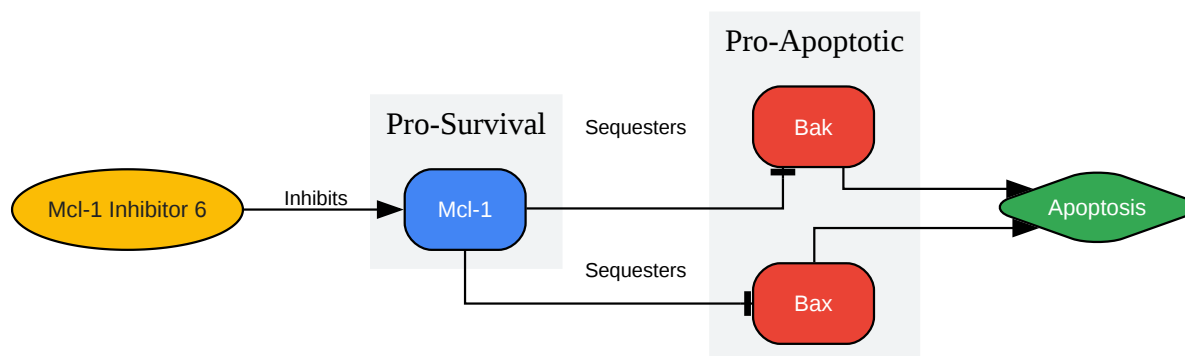 Pro-Apoptotic
Pro-Survival
Sequesters
Bak
Mcl-1 Inhibitor 6
Inhibits
Mcl-1
Apoptosis
Sequesters
Bax